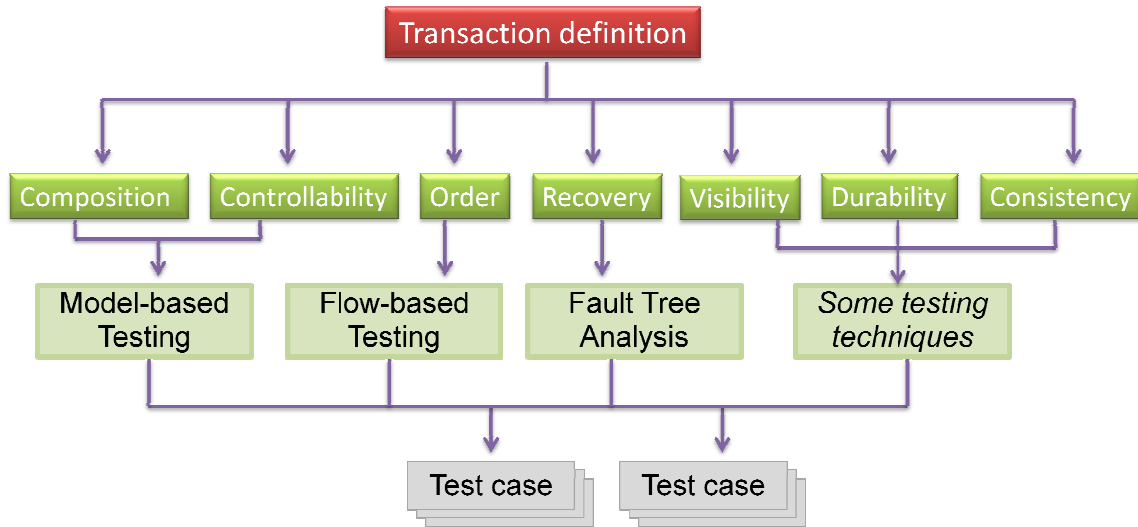 Transaction definition
Composition
Controllability
Order
Recovery
Visibility
Durability
Consistency
Model-based
Testing
Flow-based
Testing
Fault Tree
Analysis
Some testing
techniques
Test case
Test case